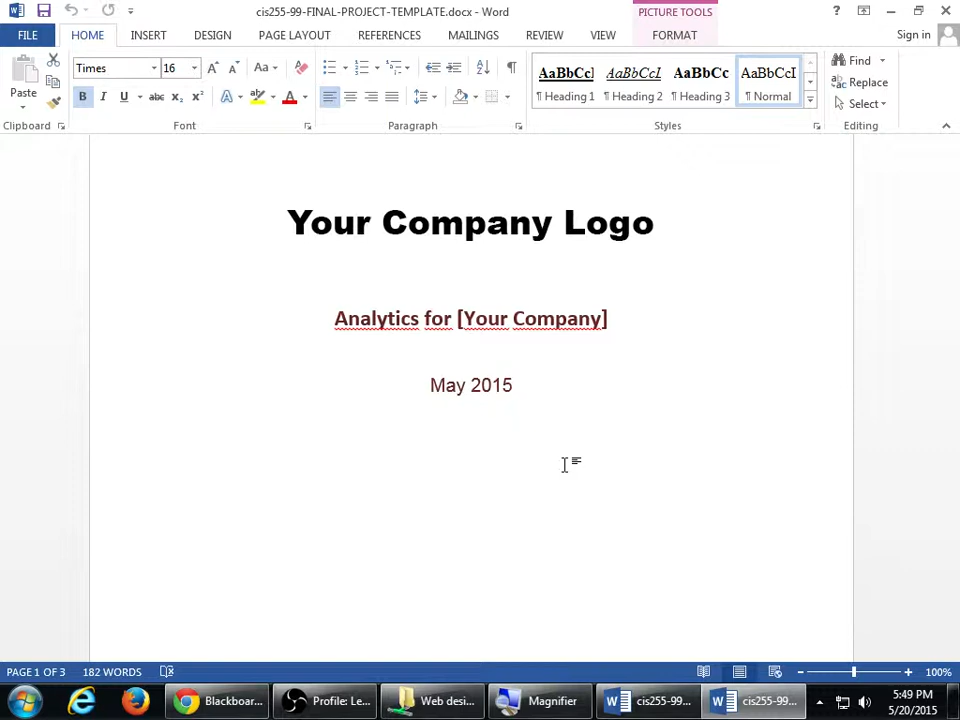 cis255-99-FINAL-PROJECT-TEMPLATE.docx - Word
PICTURE TOOLS
?
FILE HOME INSERT DESIGN PAGE LAYOUT REFERENCES MAILINGS REVIEW VIEW FORMAT Sign in
Paste
Times 16 Aa
B I U abc x₂ x² A A
AaBbCcI AaBbCcI AaBbCc AaBbCcI
¶ Heading 1 ¶ Heading 2 ¶ Heading 3 ¶ Normal
Find
Replace
Select
Clipboard Font Paragraph Styles Editing
Your Company Logo
Analytics for [Your Company]
May 2015
PAGE 1 OF 3 182 WORDS 100%
Blackboar... Profile: Le... Web desi... Magnifier cis255-99... cis255-99...
5:49 PM
5/20/2015